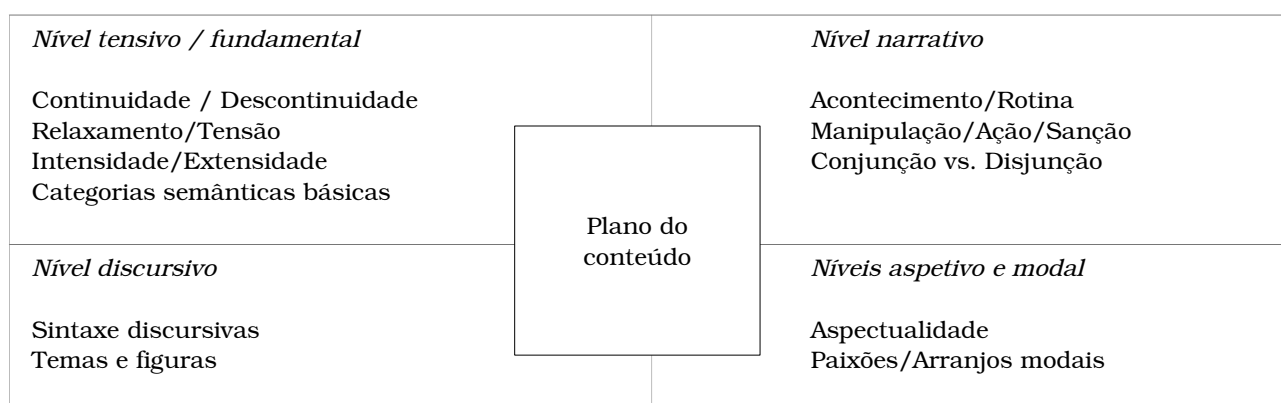 Nível tensivo / fundamental
Continuidade / Descontinuidade
Relaxamento/Tensão
Intensidade/Extensidade
Categorias semânticas básicas
Nível narrativo
Acontecimento/Rotina
Manipulação/Ação/Sanção
Conjunção vs. Disjunção
Plano do
conteúdo
Nível discursivo
Sintaxe discursivas
Temas e figuras
Níveis aspetivo e modal
Aspectualidade
Paixões/Arranjos modais